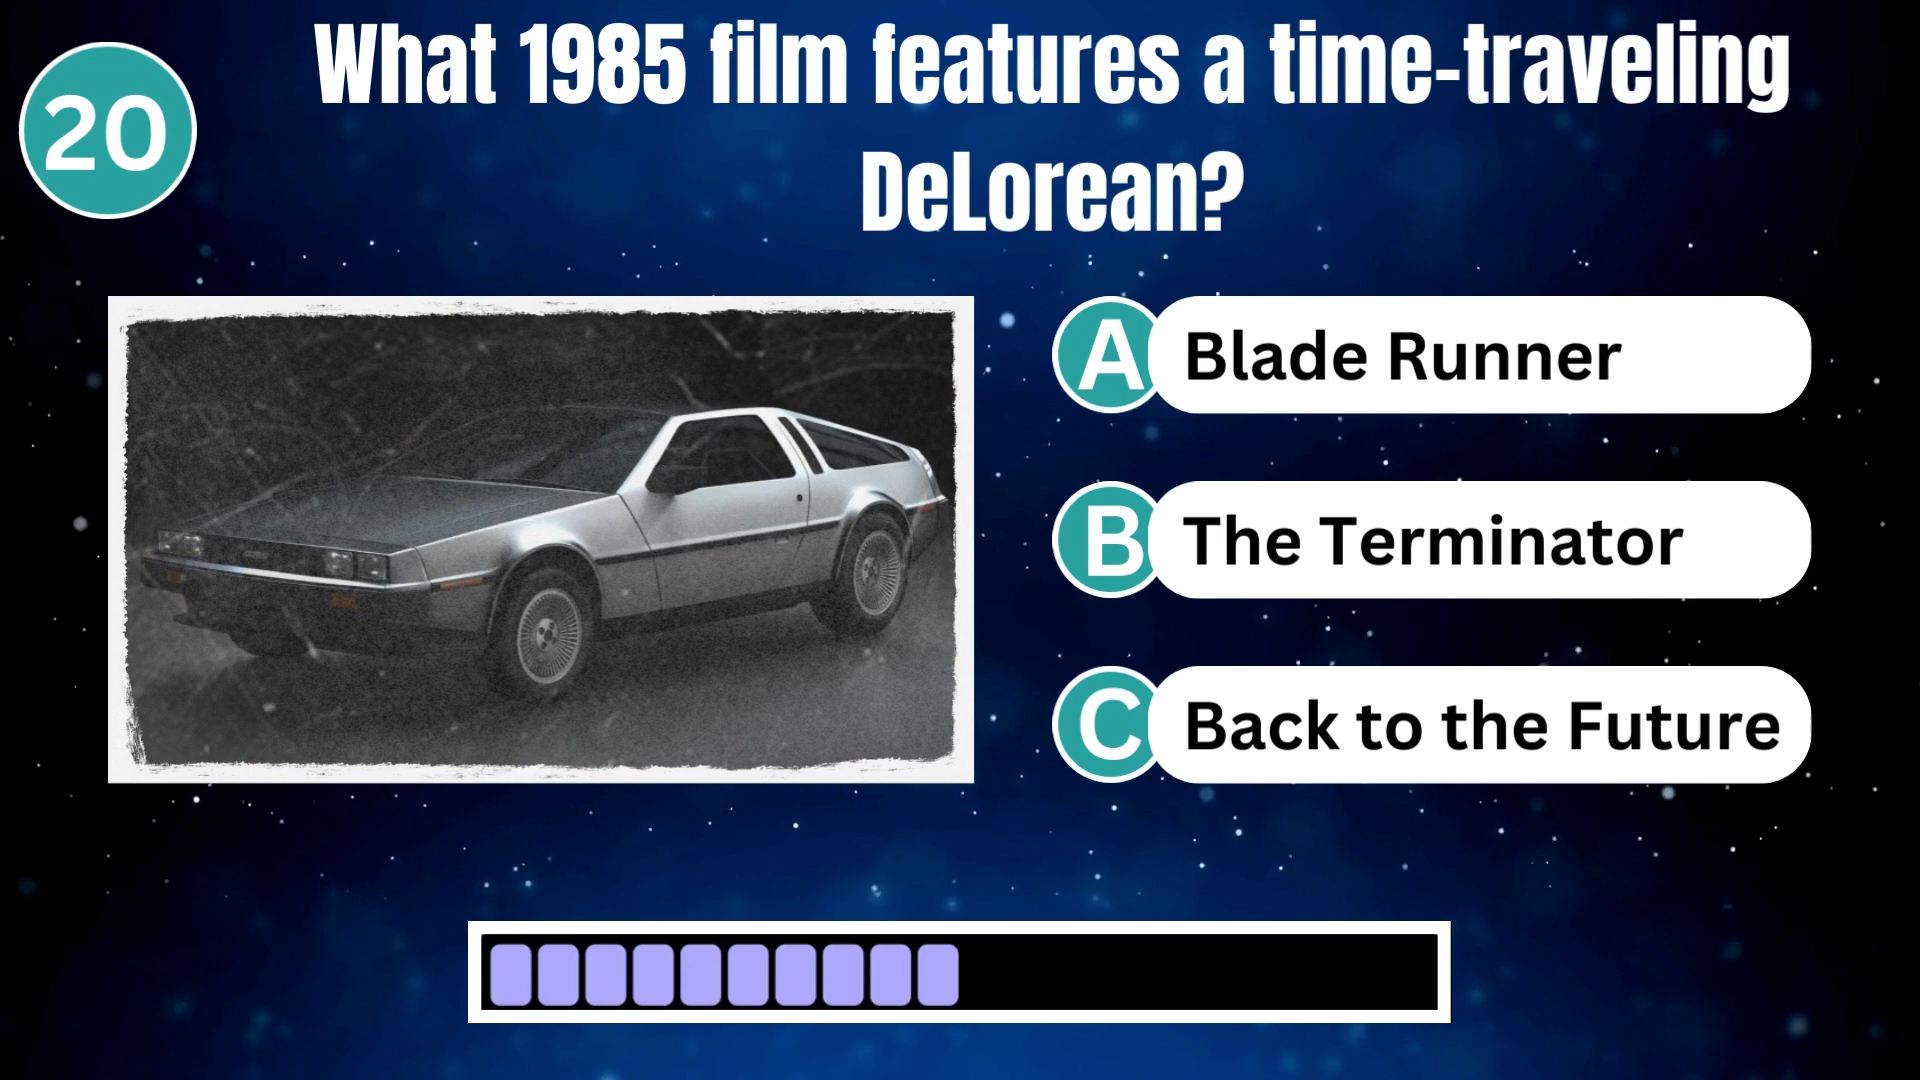 20
What 1985 film features a time-traveling
DeLorean?
A Blade Runner
B The Terminator
C Back to the Future